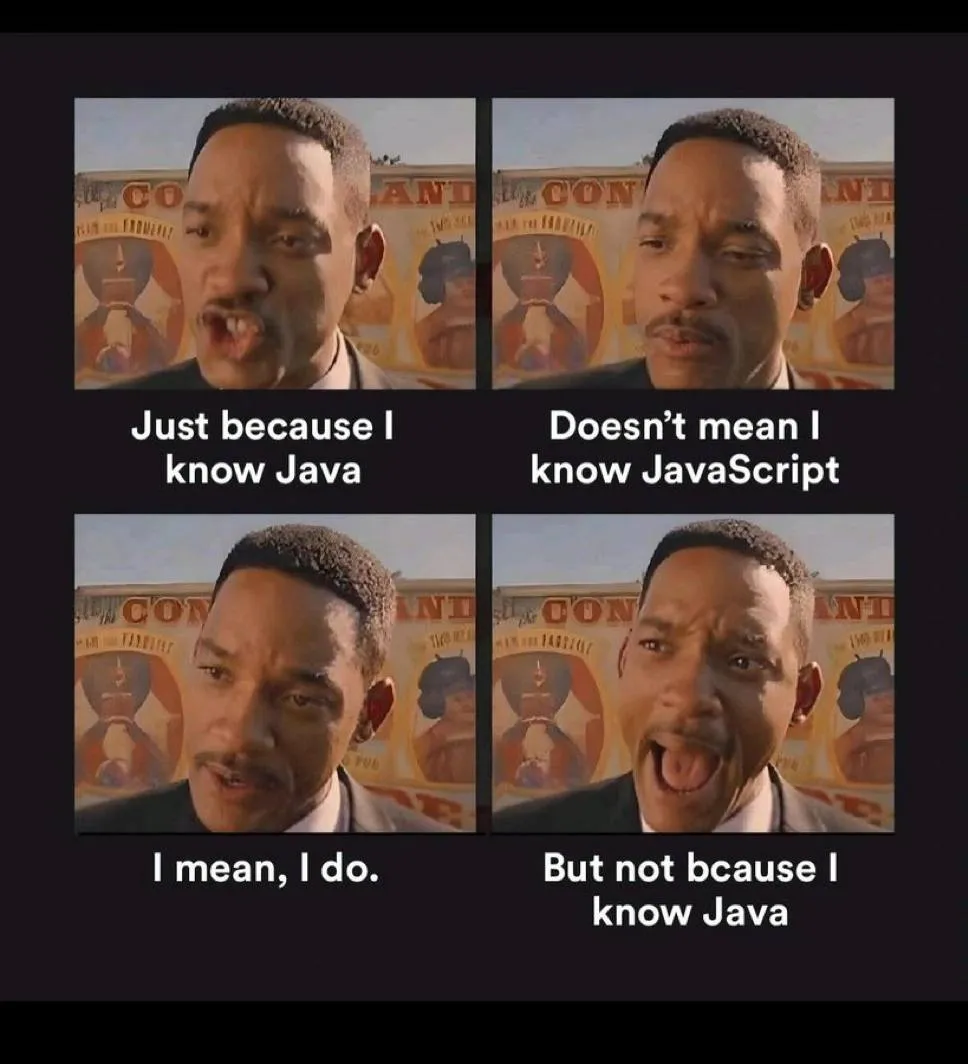 Just because I
know Java
Doesn’t mean I
know JavaScript
I mean, I do.
But not bcause I
know Java